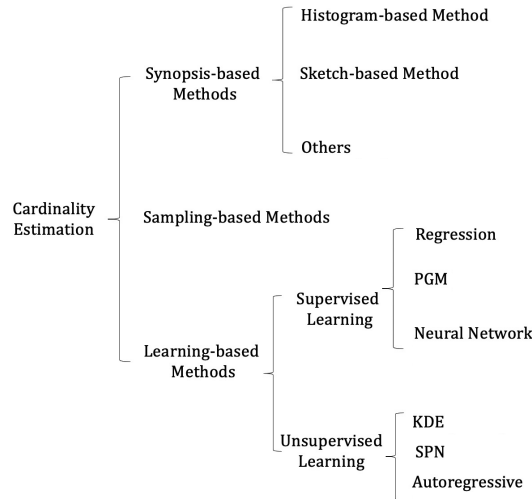 Histogram-based Method
Synopsis-based
Methods
Sketch-based Method
Others
Cardinality
Estimation
Sampling-based Methods
Regression
Supervised
Learning
PGM
Neural Network
Learning-based
Methods
KDE
Unsupervised
Learning
SPN
Autoregressive